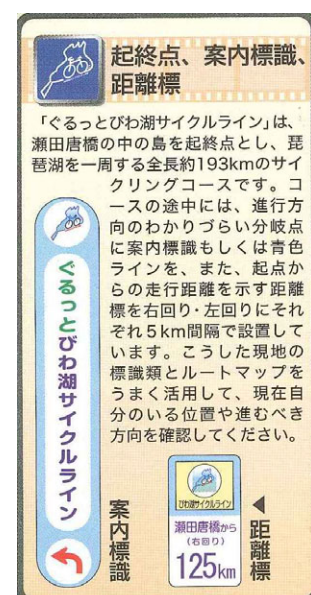 起終点、案内標識、
距離標
「ぐるっとびわ湖サイクルライン」は、
瀬田唐橋の中の島を起終点とし、琵
琶湖を一周する全長約193kmのサイ
クリングコースです。コ
ースの途中には、進行方
向のわかりづらい分岐点
に案内標識もしくは青色
ラインを、また、起点か
らの走行距離を示す距離
標を右回り・左回りにそれ
ぞれ5km間隔で設置して
います。こうした現地の
標識類とルートマップを
うまく活用して、現在自
分のいる位置や進むべき
方向を確認してください。
ぐるっとびわ湖サイクルライン
案内標識
びわ湖サイクルライン
瀬田唐橋から
(右回り)
125km
◀距離標